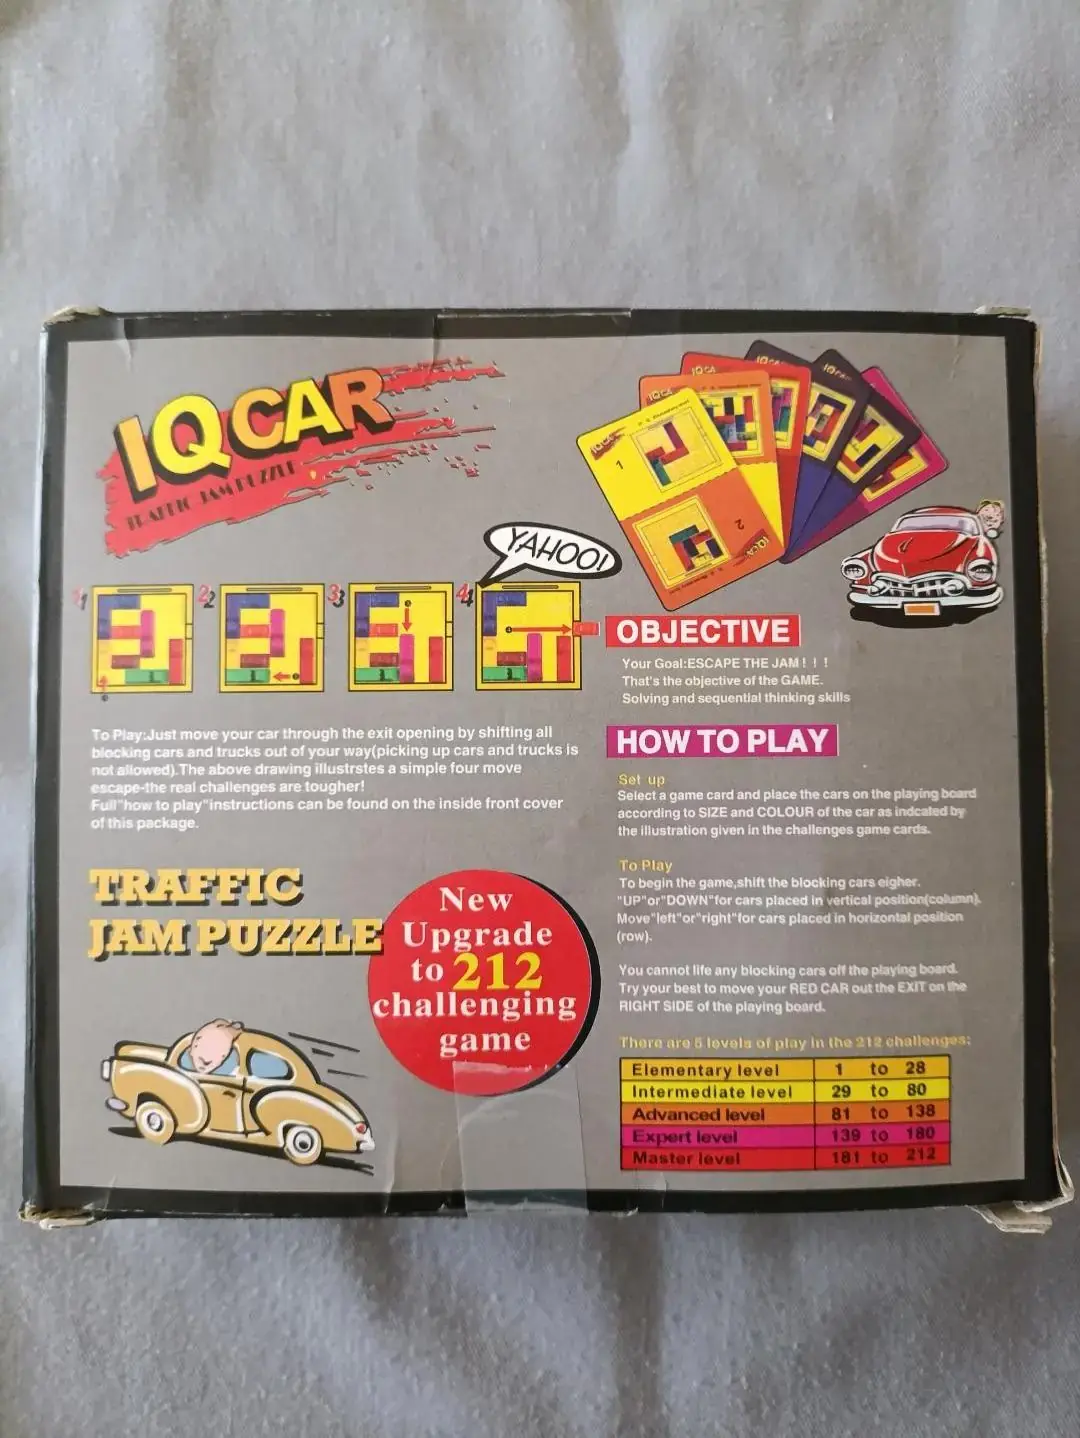 IQ CAR
TRAFFIC JAM PUZZLE
YAHOO!
1
2
3
4
1
2
OBJECTIVE
Your Goal:ESCAPE THE JAM ! ! !
That's the objective of the GAME.
Solving and sequential thinking skills
HOW TO PLAY
Set up
Select a game card and place the cars on the playing board
according to SIZE and COLOUR of the car as indcated by
the illustration given in the challenges game cards.
To Play
To begin the game,shift the blocking cars eigher.
"UP"or"DOWN"for cars placed in vertical position(column).
Move"left"or"right"for cars placed in horizontal position
(row).
You cannot life any blocking cars off the playing board.
Try your best to move your RED CAR out the EXIT on the
RIGHT SIDE of the playing board.
There are 5 levels of play in the 212 challenges:
Elementary level 1 to 28
Intermediate level 29 to 80
Advanced level 81 to 138
Expert level 139 to 180
Master level 181 to 212
To Play:Just move your car through the exit opening by shifting all
blocking cars and trucks out of your way(picking up cars and trucks is
not allowed).The above drawing illustrstes a simple four move
escape-the real challenges are tougher!
Full"how to play"instructions can be found on the inside front cover
of this package.
TRAFFIC
JAM PUZZLE
New
Upgrade
to 212
challenging
game